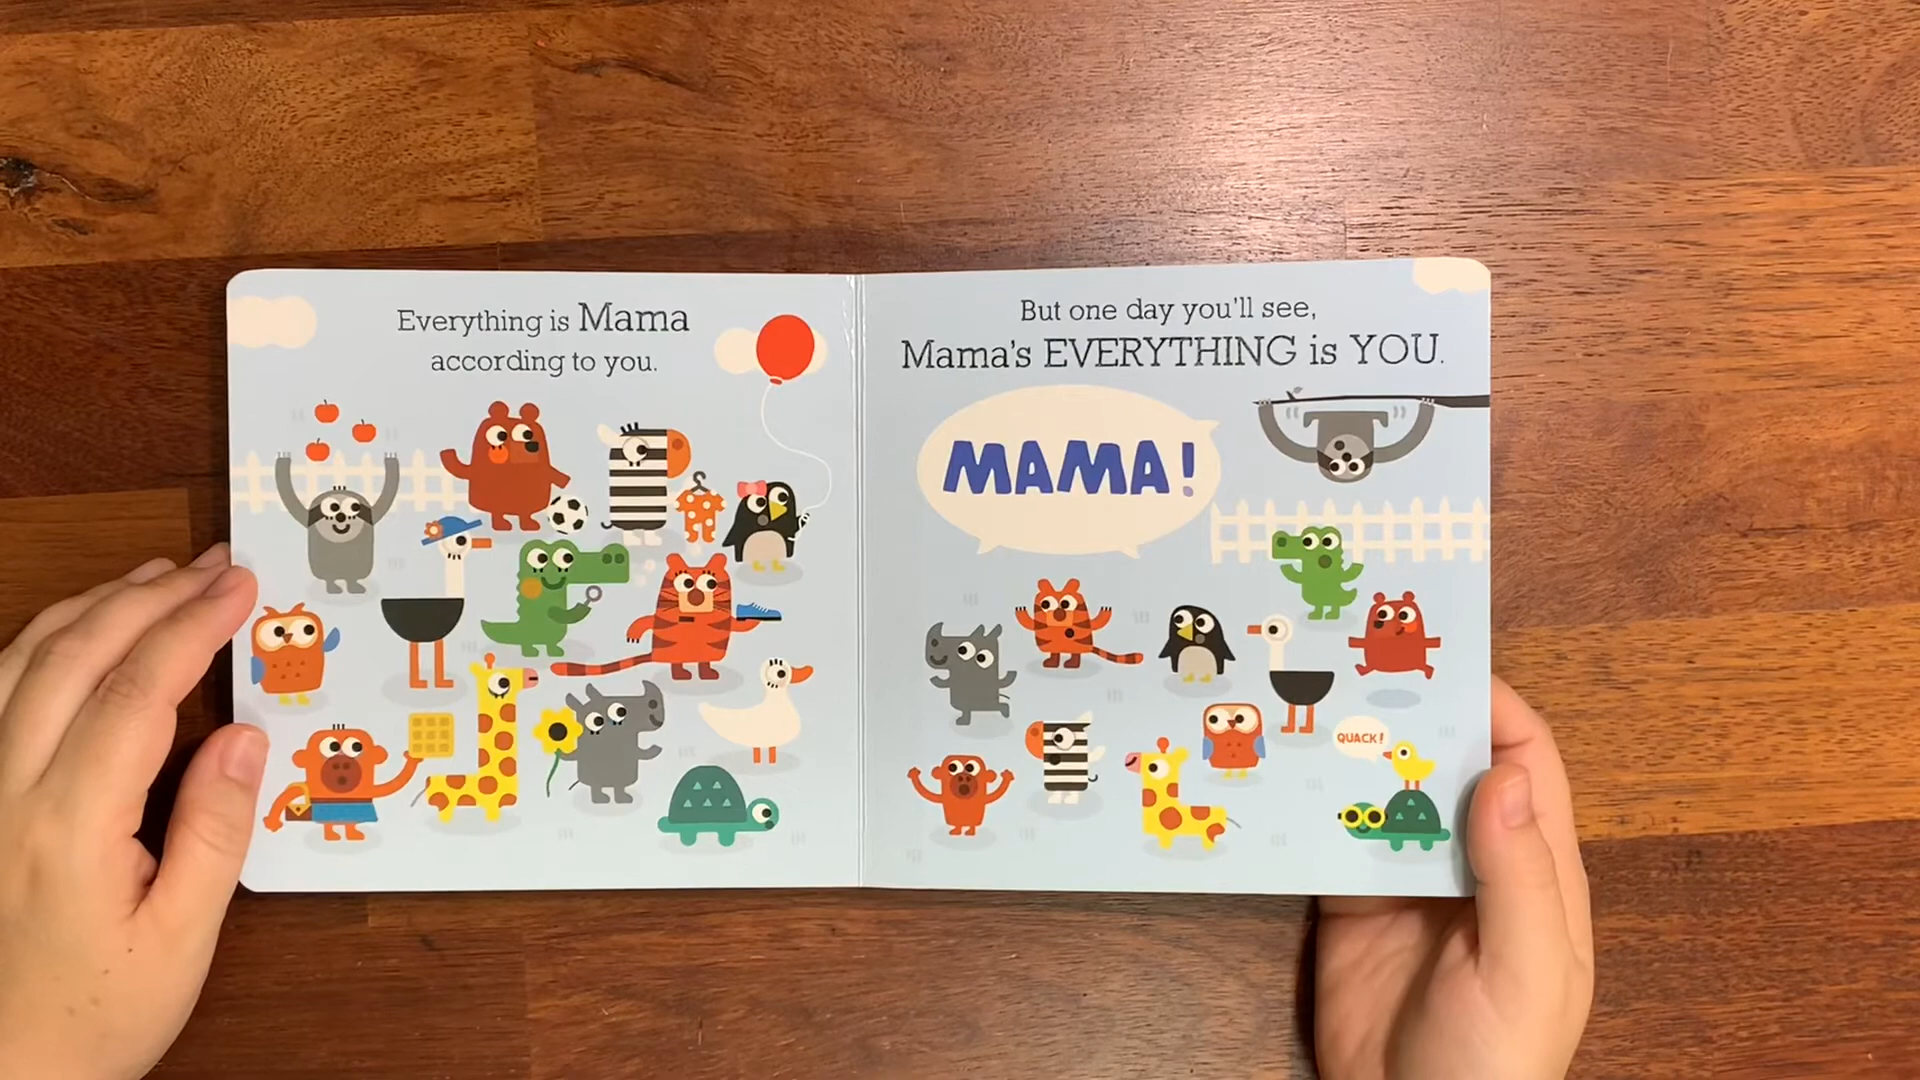 Everything is Mama
according to you.
But one day you'll see,
Mama's EVERYTHING is YOU.
MAMA!
QUACK!